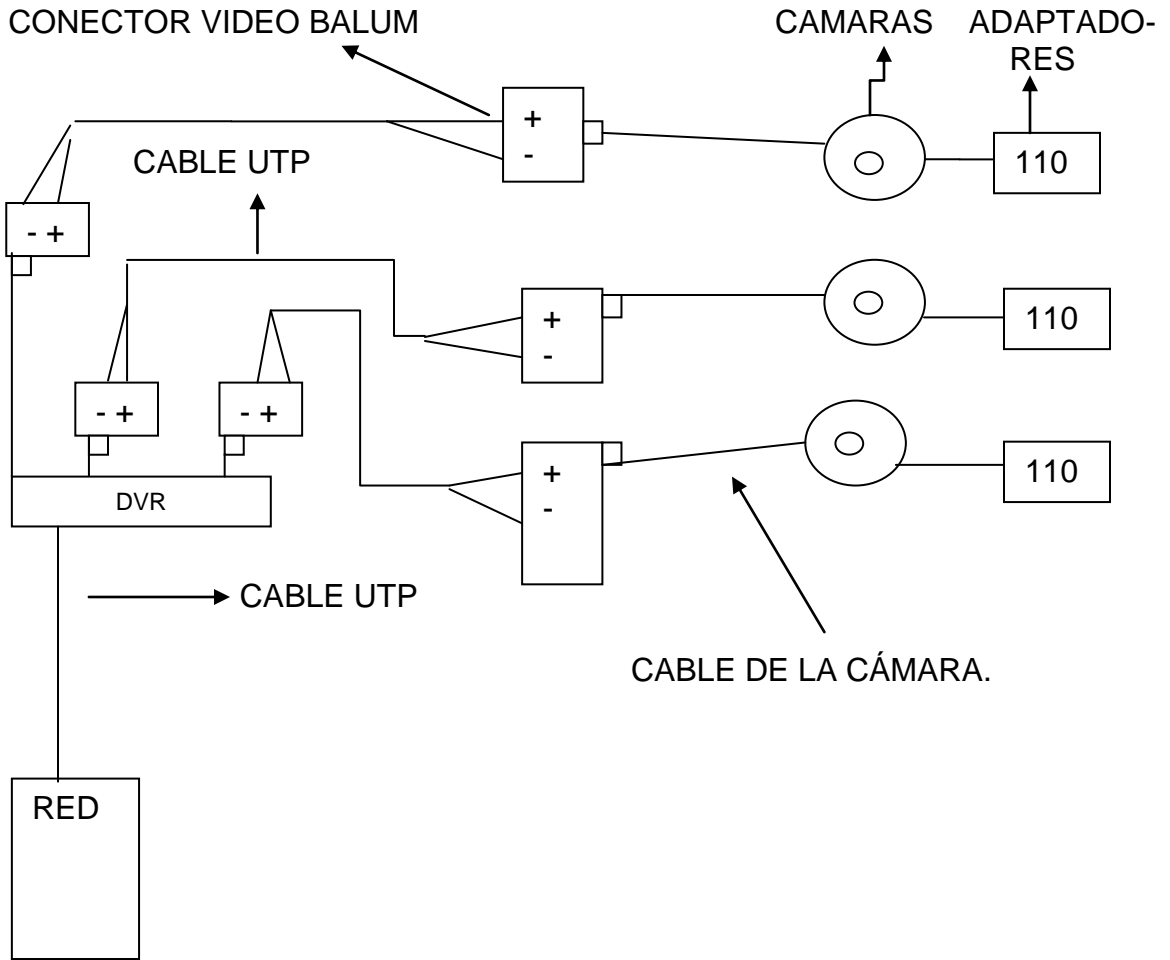 CONECTOR VIDEO BALUM
CAMARAS
ADAPTADO-
RES
+
-
110
CABLE UTP
- +
+
-
110
- +
- +
+
-
110
DVR
CABLE UTP
CABLE DE LA CÁMARA.
RED